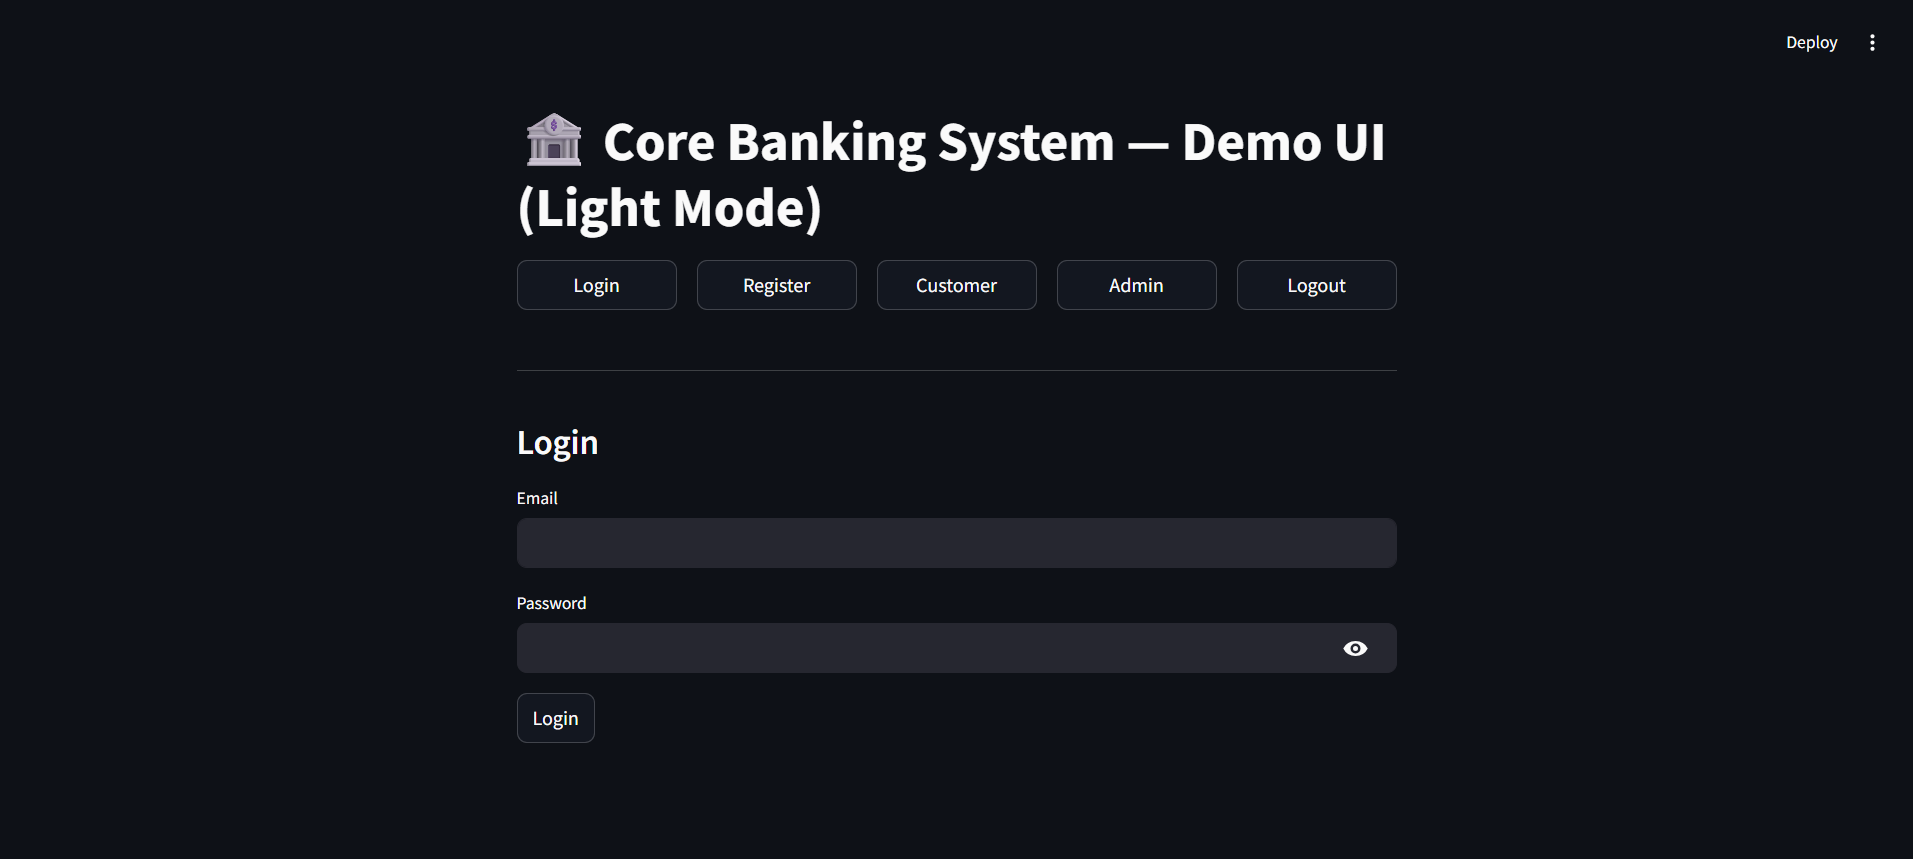 Deploy
Core Banking System — Demo UI
(Light Mode)
Login
Register
Customer
Admin
Logout
Login
Email
Password
Login